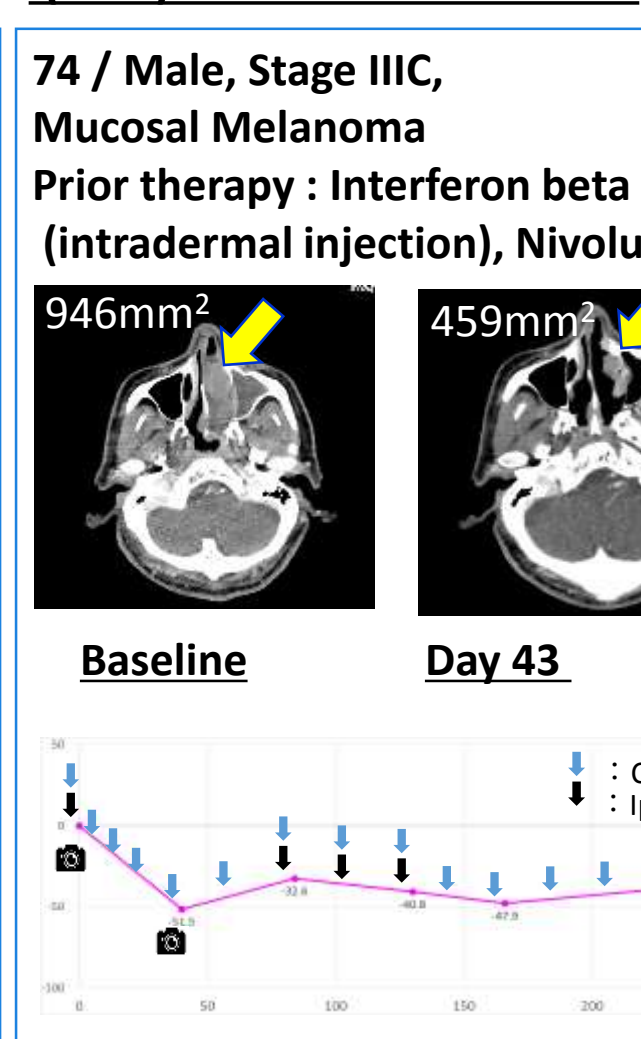 74 / Male, Stage IIIC,
Mucosal Melanoma
Prior therapy : Interferon beta
(intradermal injection), Nivolu
946mm²
459mm²
Baseline
Day 43
50
: C
: I
0
-32.8
-40.8
-47.9
-50
-51.5
-100
0 50 100 150 200